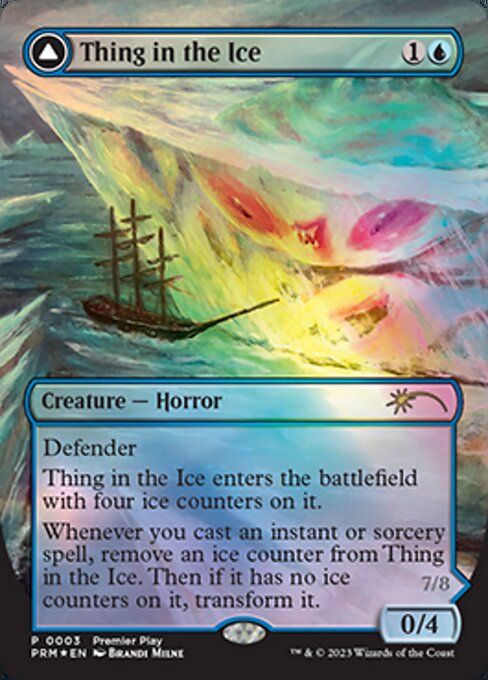 Thing in the Ice 1
Creature — Horror
Defender
Thing in the Ice enters the battlefield
with four ice counters on it.
Whenever you cast an instant or sorcery
spell, remove an ice counter from Thing
in the Ice. Then if it has no ice
counters on it, transform it.
7/8
0/4
P 0003 Premier Play
PRM★EN Brandi Milne
™ & © 2023 Wizards of the Coast